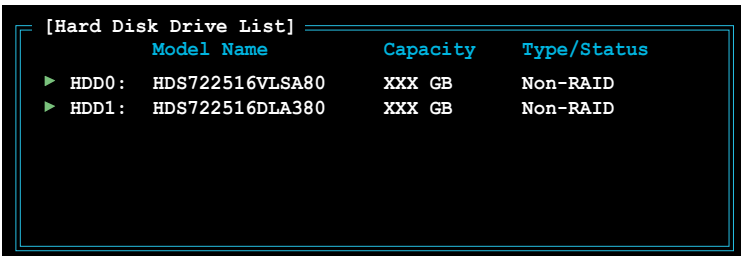 [Hard Disk Drive List]
Model Name Capacity Type/Status
HDD0: HDS722516VLSA80 XXX GB Non-RAID
HDD1: HDS722516DLA380 XXX GB Non-RAID